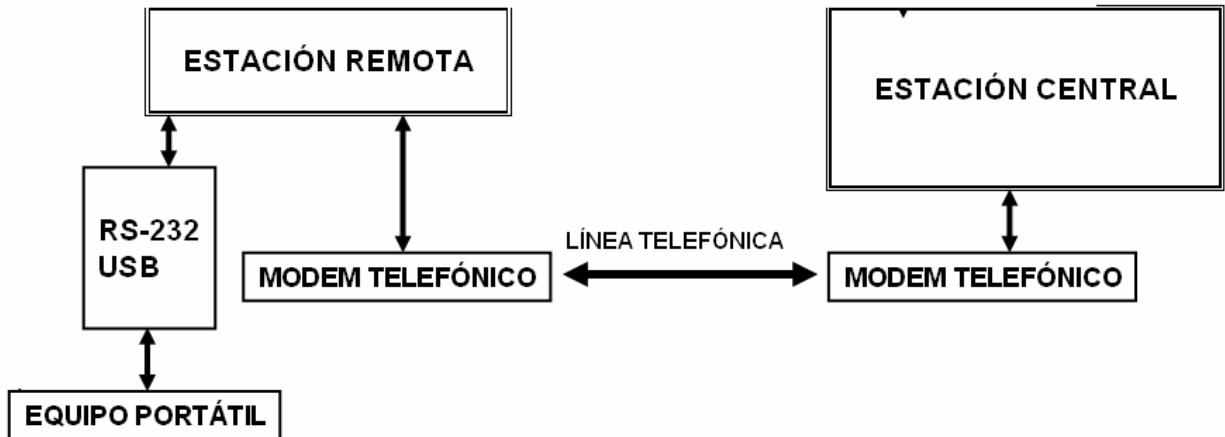 ESTACIÓN REMOTA
ESTACIÓN CENTRAL
RS-232
USB
LÍNEA TELEFÓNICA
MODEM TELEFÓNICO
MODEM TELEFÓNICO
EQUIPO PORTÁTIL